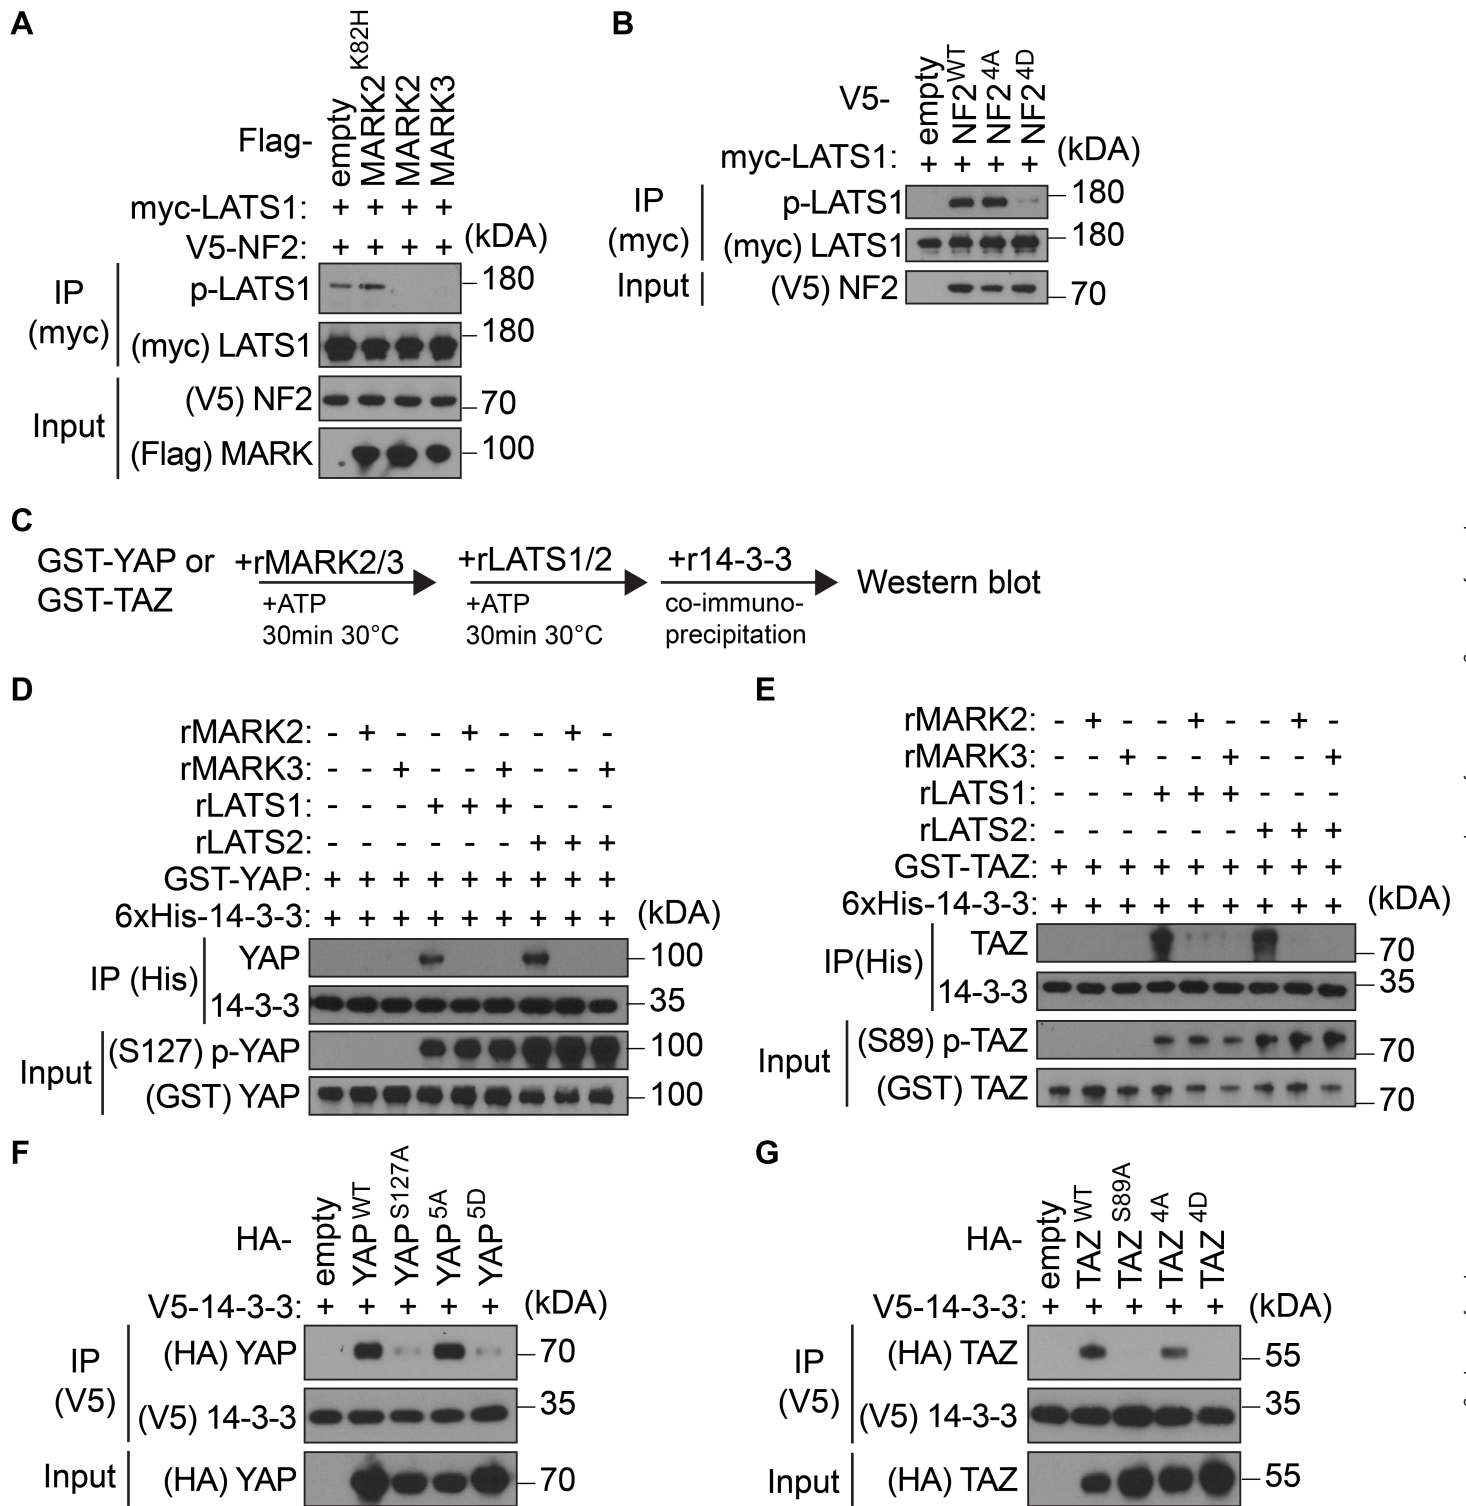 A
Flag-
empty
MARK2 K82H
MARK2
MARK3
myc-LATS1: + + + +
V5-NF2: + + + + (kDA)
IP (myc)
p-LATS1 180
(myc) LATS1 180
Input
(V5) NF2 70
(Flag) MARK 100
B
V5-
empty
NF2 WT
NF2 4A
NF2 4D
myc-LATS1: + + + + (kDA)
IP (myc)
p-LATS1 180
(myc) LATS1 180
Input
(V5) NF2 70
C
GST-YAP or
GST-TAZ
+rMARK2/3
+ATP
30min 30°C
+rLATS1/2
+ATP
30min 30°C
+r14-3-3
co-immuno-
precipitation
Western blot
D
rMARK2: - + - - + - - + -
rMARK3: - - + - - + - - +
rLATS1: - - - + + + - - -
rLATS2: - - - - - - + + +
GST-YAP: + + + + + + + + +
6xHis-14-3-3: + + + + + + + + + (kDA)
IP (His)
YAP 100
14-3-3 35
Input
(S127) p-YAP 100
(GST) YAP 100
E
rMARK2: - + - - + - - + -
rMARK3: - - + - - + - - +
rLATS1: - - - + + + - - -
rLATS2: - - - - - - + + +
GST-TAZ: + + + + + + + + +
6xHis-14-3-3: + + + + + + + + + (kDA)
IP(His)
TAZ 70
14-3-3 35
Input
(S89) p-TAZ 70
(GST) TAZ 70
F
HA-
empty
YAP WT
YAP S127A
YAP 5A
YAP 5D
V5-14-3-3: + + + + + (kDA)
IP
(V5)
(HA) YAP 70
(V5) 14-3-3 35
Input (HA) YAP 70
G
HA-
empty
TAZ WT
TAZ S89A
TAZ 4A
TAZ 4D
V5-14-3-3: + + + + + (kDA)
IP
(V5)
(HA) TAZ 55
(V5) 14-3-3 35
Input (HA) TAZ 55